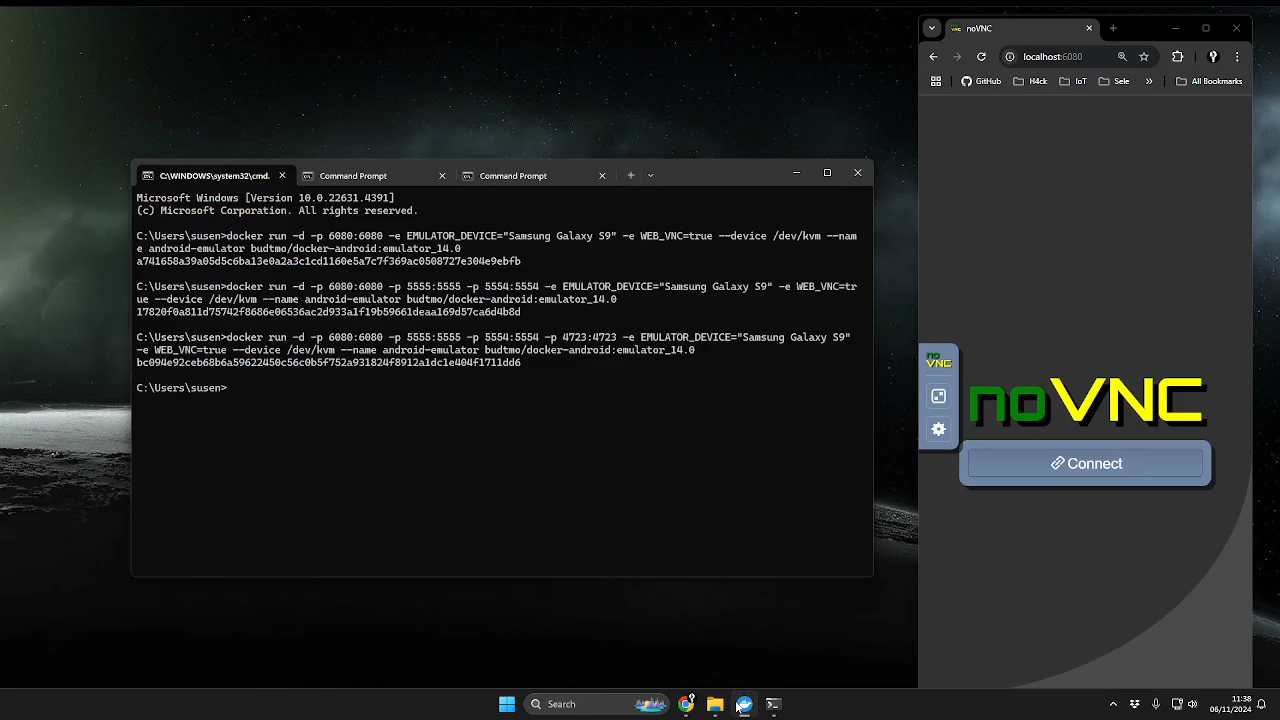 noVNC
localhost:6080
GitHub
H4ck
IoT
Sele
»
All Bookmarks
C:\WINDOWS\system32\cmd.
Command Prompt
Command Prompt
Microsoft Windows [Version 10.0.22631.4391]
(c) Microsoft Corporation. All rights reserved.
C:\Users\susen>docker run -d -p 6080:6080 -e EMULATOR_DEVICE="Samsung Galaxy S9" -e WEB_VNC=true --device /dev/kvm --nam
e android-emulator budtmo/docker-android:emulator_14.0
a741658a39a05d5c6ba13e0a2a3c1cd1160e5a7c7f369ac0508727e304e9ebfb
C:\Users\susen>docker run -d -p 6080:6080 -p 5555:5555 -p 5554:5554 -e EMULATOR_DEVICE="Samsung Galaxy S9" -e WEB_VNC=tr
ue --device /dev/kvm --name android-emulator budtmo/docker-android:emulator_14.0
17820f0a811d75742f8686e06536ac2d933a1f19b59661deaa169d57ca6d4b8d
C:\Users\susen>docker run -d -p 6080:6080 -p 5555:5555 -p 5554:5554 -p 4723:4723 -e EMULATOR_DEVICE="Samsung Galaxy S9"
-e WEB_VNC=true --device /dev/kvm --name android-emulator budtmo/docker-android:emulator_14.0
bc094e92ceb68b6a59622450c56c0b5f752a931824f8912a1dc1e404f1711dd6
C:\Users\susen>
no
VNC
noVNC
Connect
Search
11:38
06/11/2024